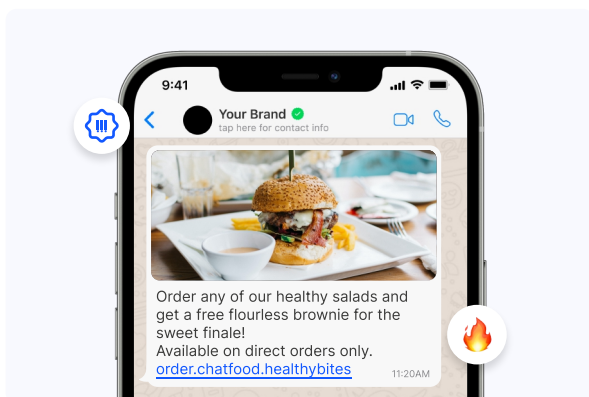 9:41
Your Brand
tap here for contact info
Order any of our healthy salads and
get a free flourless brownie for the
sweet finale!
Available on direct orders only.
order.chatfood.healthybites
11:20AM